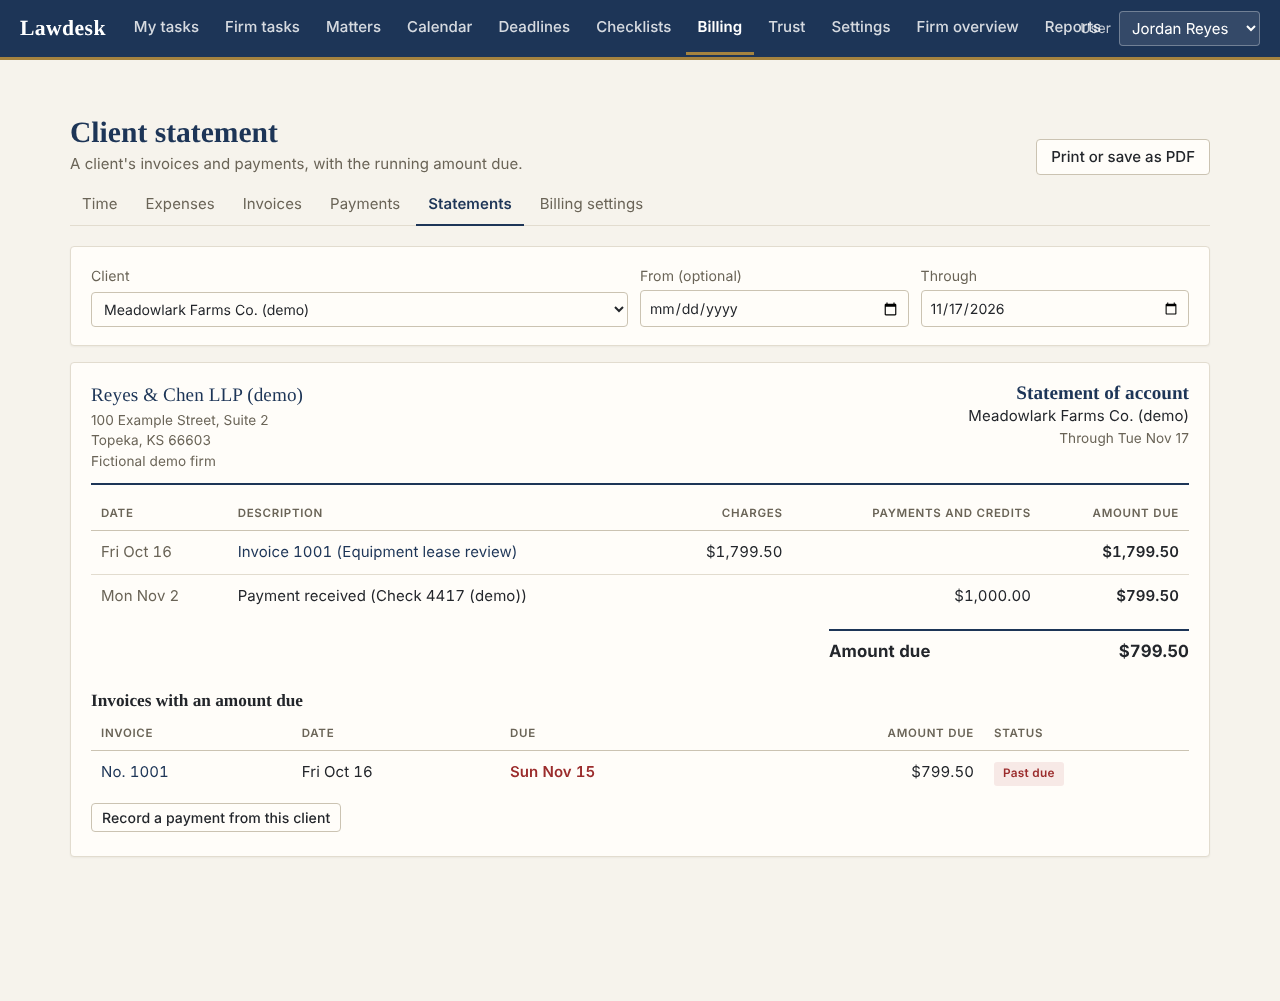 Lawdesk My tasks Firm tasks Matters Calendar Deadlines Checklists Billing Trust Settings Firm overview Reports User Jordan Reyes
Client statement
A client's invoices and payments, with the running amount due.
Print or save as PDF
Time Expenses Invoices Payments Statements Billing settings
Client From (optional) Through
Meadowlark Farms Co. (demo) mm/dd/yyyy 11/17/2026
Reyes & Chen LLP (demo) Statement of account
100 Example Street, Suite 2 Meadowlark Farms Co. (demo)
Topeka, KS 66603 Through Tue Nov 17
Fictional demo firm
DATE DESCRIPTION CHARGES PAYMENTS AND CREDITS AMOUNT DUE
Fri Oct 16 Invoice 1001 (Equipment lease review) $1,799.50 $1,799.50
Mon Nov 2 Payment received (Check 4417 (demo)) $1,000.00 $799.50
Amount due $799.50
Invoices with an amount due
INVOICE DATE DUE AMOUNT DUE STATUS
No. 1001 Fri Oct 16 Sun Nov 15 $799.50 Past due
Record a payment from this client